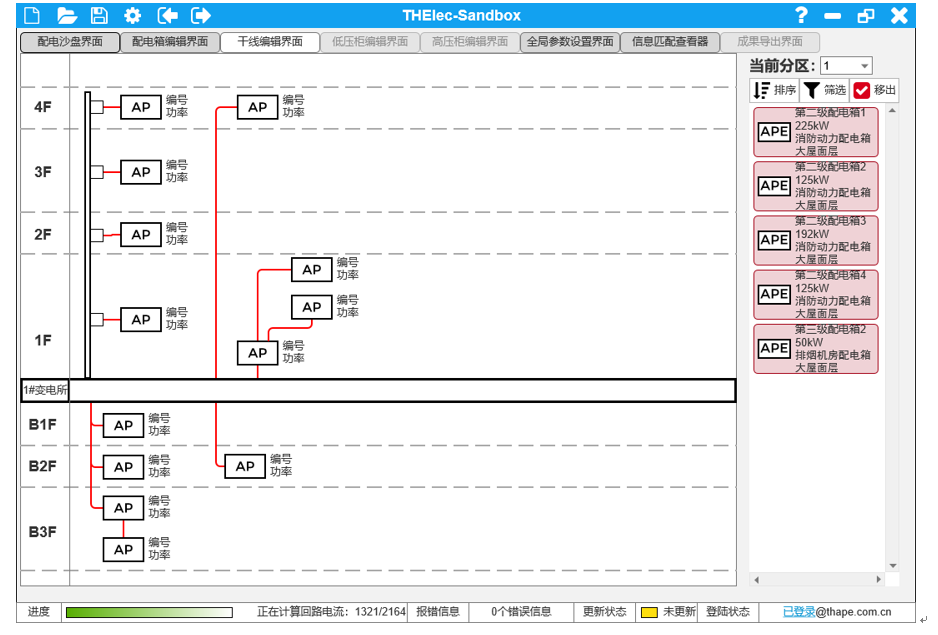 THElec-Sandbox
?
配电沙盘界面 配电箱编辑界面 干线编辑界面 低压柜编辑界面 高压柜编辑界面 全局参数设置界面 信息匹配查看器 成果导出界面
当前分区： 1
排序 筛选 移出
4F
AP
编号
功率
AP
编号
功率
3F
AP
编号
功率
2F
AP
编号
功率
AP
编号
功率
AP
编号
功率
AP
编号
功率
1F
AP
编号
功率
1#变电所
B1F
AP
编号
功率
B2F
AP
编号
功率
AP
编号
功率
AP
编号
功率
B3F
AP
编号
功率
APE
第二级配电箱1
225kW
消防动力配电箱
大屋面层
APE
第二级配电箱2
125kW
消防动力配电箱
大屋面层
APE
第二级配电箱3
192kW
消防动力配电箱
大屋面层
APE
第二级配电箱4
125kW
消防动力配电箱
大屋面层
APE
第三级配电箱2
50kW
排烟机房配电箱
大屋面层
进度 正在计算回路电流：1321/2164 报错信息 0个错误信息 更新状态 未更新 登陆状态 已登录@thape.com.cn